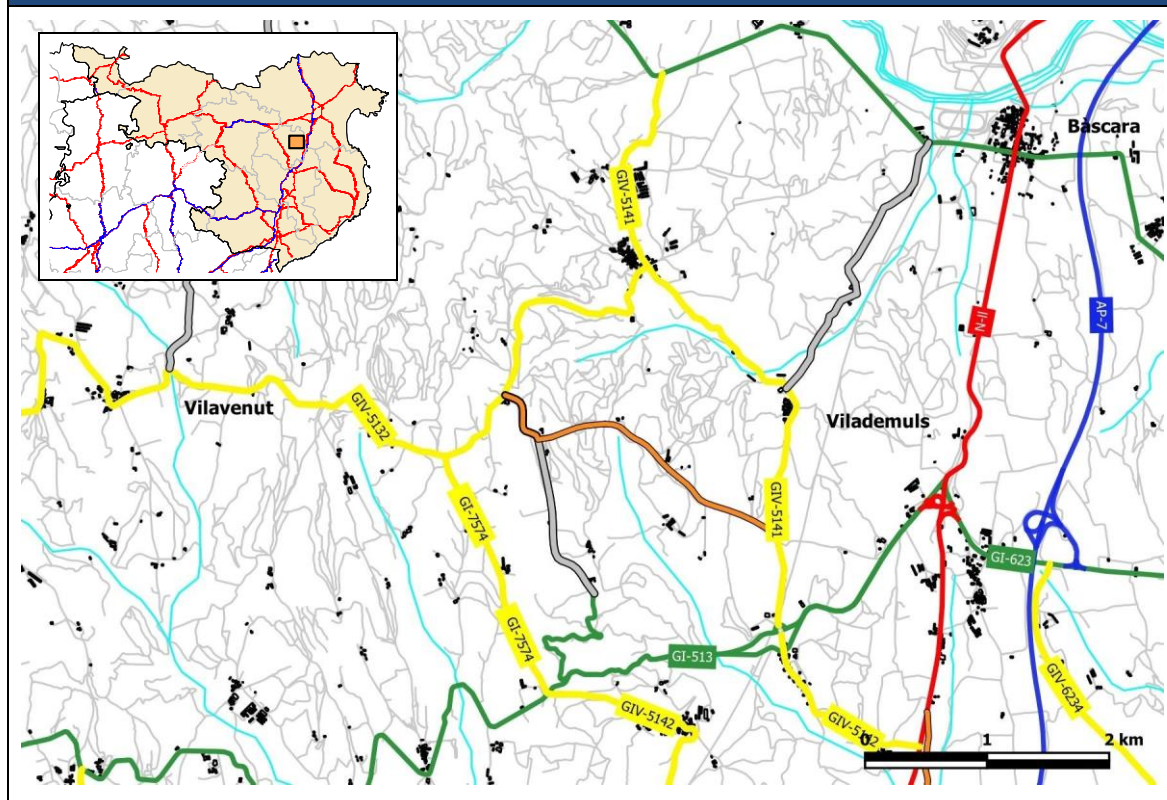 Bàscara
GIV-5141
AP-7
N-II
Vilavenut
GIV-5132
Vilademuls
GI-7574
GIV-5141
GI-623
GI-7574
GI-513
GIV-6234
GIV-5142
GIV-5142
0 1 2 km